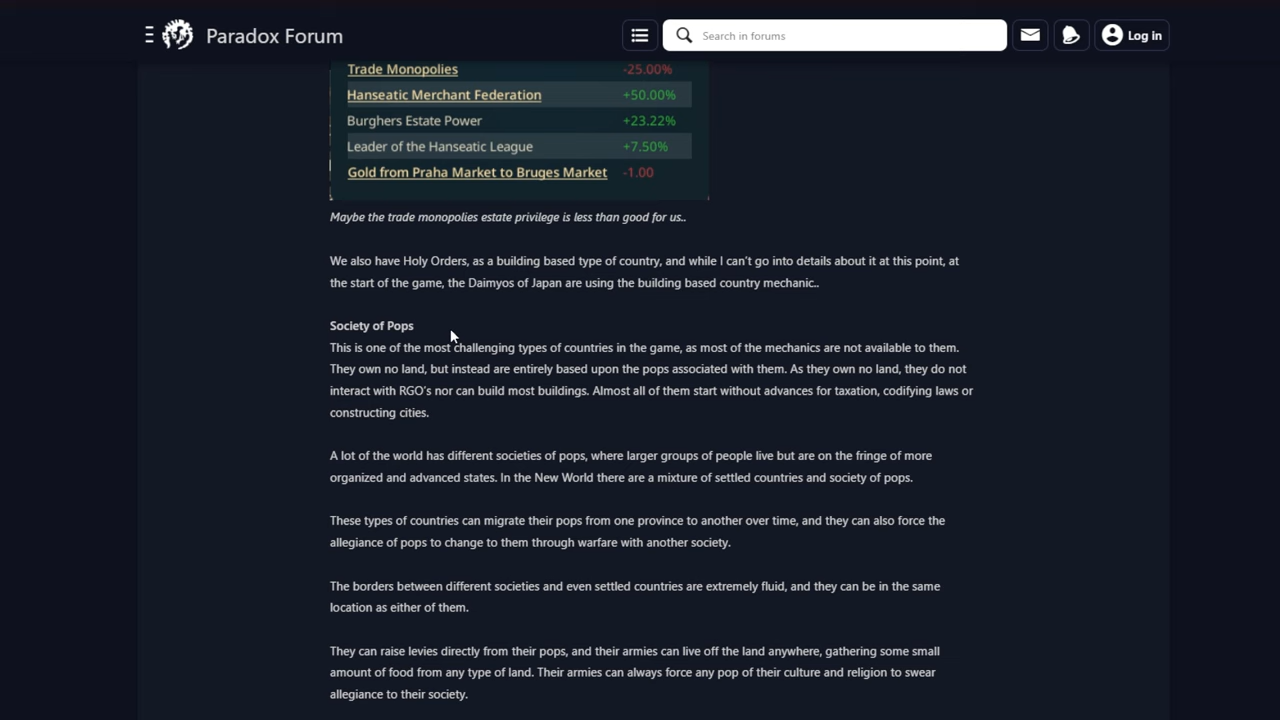 Paradox Forum
Search in forums
Log in
Trade Monopolies -25.00%
Hanseatic Merchant Federation +50.00%
Burghers Estate Power +23.22%
Leader of the Hanseatic League +7.50%
Gold from Praha Market to Bruges Market -1.00
Maybe the trade monopolies estate privilege is less than good for us..
We also have Holy Orders, as a building based type of country, and while I can't go into details about it at this point, at
the start of the game, the Daimyos of Japan are using the building based country mechanic..
Society of Pops
This is one of the most challenging types of countries in the game, as most of the mechanics are not available to them.
They own no land, but instead are entirely based upon the pops associated with them. As they own no land, they do not
interact with RGO's nor can build most buildings. Almost all of them start without advances for taxation, codifying laws or
constructing cities.
A lot of the world has different societies of pops, where larger groups of people live but are on the fringe of more
organized and advanced states. In the New World there are a mixture of settled countries and society of pops.
These types of countries can migrate their pops from one province to another over time, and they can also force the
allegiance of pops to change to them through warfare with another society.
The borders between different societies and even settled countries are extremely fluid, and they can be in the same
location as either of them.
They can raise levies directly from their pops, and their armies can live off the land anywhere, gathering some small
amount of food from any type of land. Their armies can always force any pop of their culture and religion to swear
allegiance to their society.